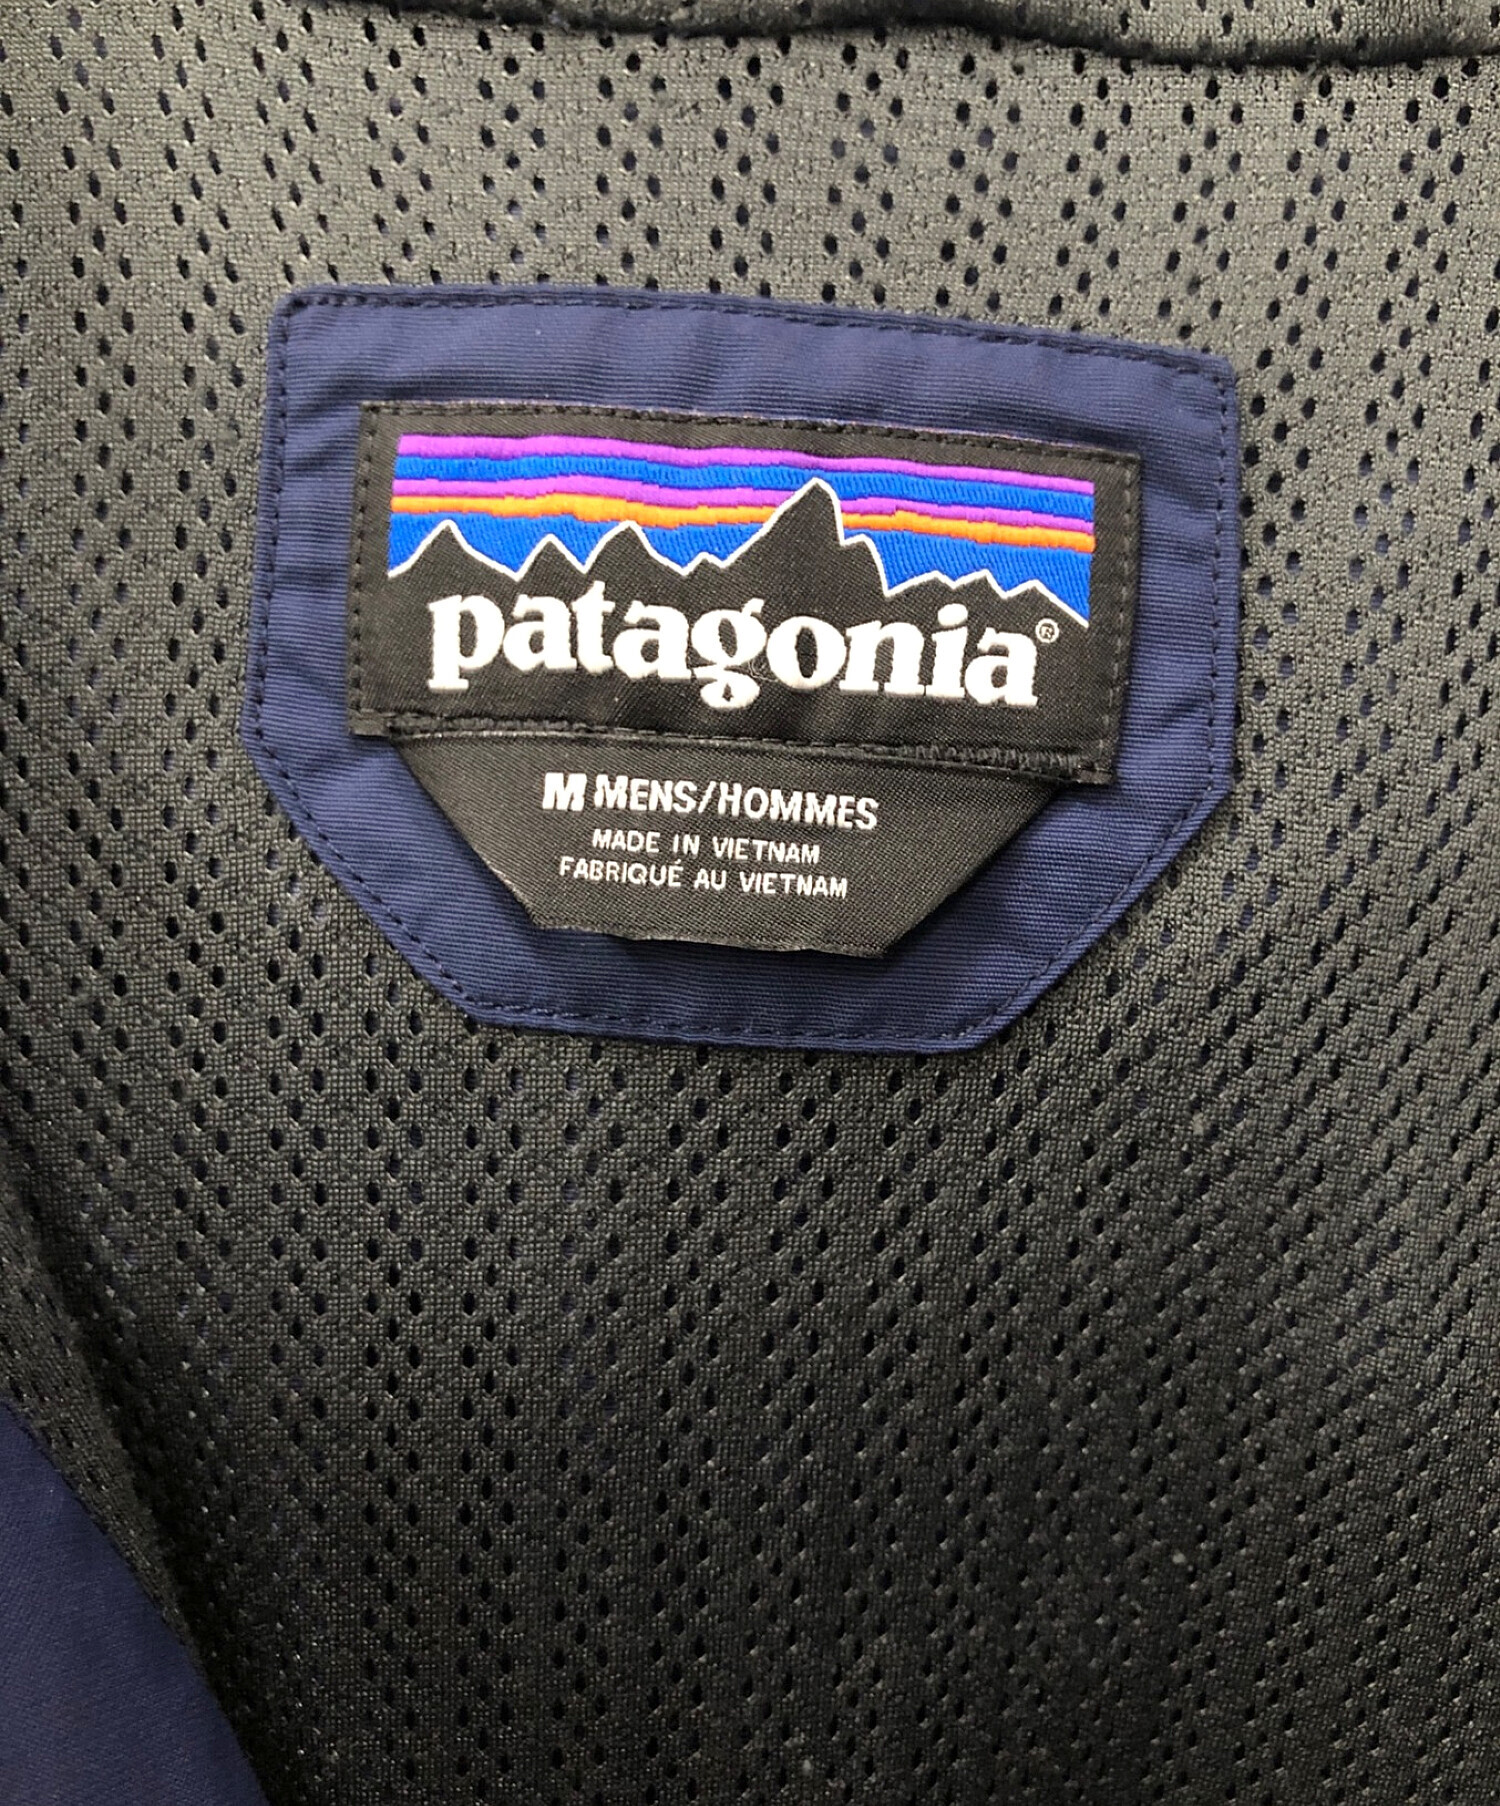 patagonia®
M MENS/HOMMES
MADE IN VIETNAM
FABRIQUÉ AU VIETNAM